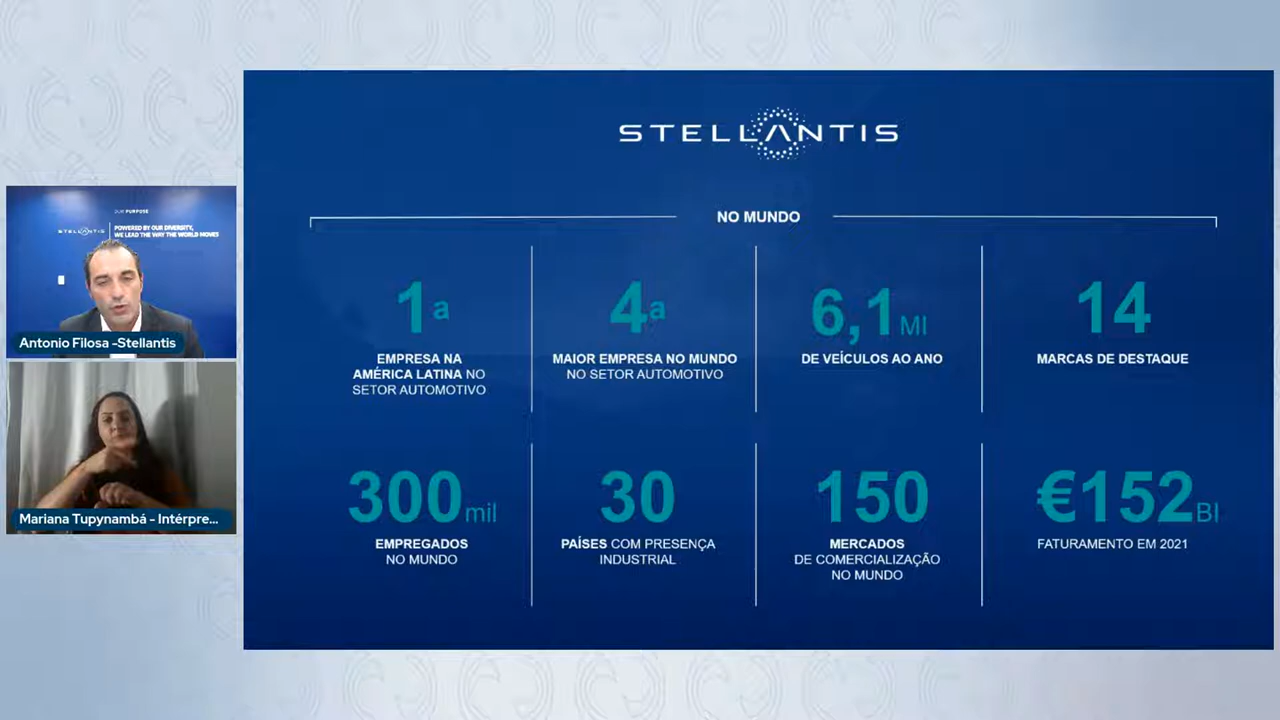 OUR PURPOSE
STELLANTIS
POWERED BY OUR DIVERSITY,
WE LEAD THE WAY THE WORLD MOVES
Antonio Filosa -Stellantis
Mariana Tupynambá - Intérpre...
STELLANTIS
NO MUNDO
1ª
EMPRESA NA
AMÉRICA LATINA NO
SETOR AUTOMOTIVO
4ª
MAIOR EMPRESA NO MUNDO
NO SETOR AUTOMOTIVO
6,1 MI
DE VEÍCULOS AO ANO
14
MARCAS DE DESTAQUE
300 mil
EMPREGADOS
NO MUNDO
30
PAÍSES COM PRESENÇA
INDUSTRIAL
150
MERCADOS
DE COMERCIALIZAÇÃO
NO MUNDO
€152 BI
FATURAMENTO EM 2021